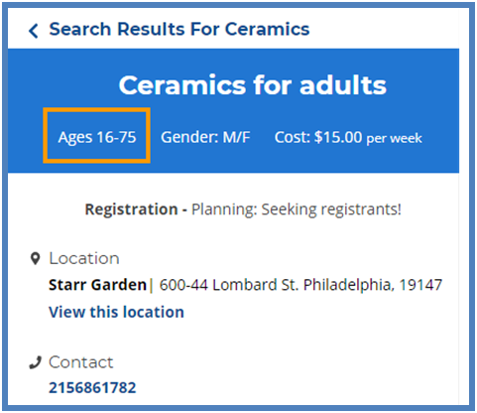 Search Results For Ceramics
Ceramics for adults
Ages 16-75 Gender: M/F Cost: $15.00 per week
Registration - Planning: Seeking registrants!
Location
Starr Garden| 600-44 Lombard St. Philadelphia, 19147
View this location
Contact
2156861782